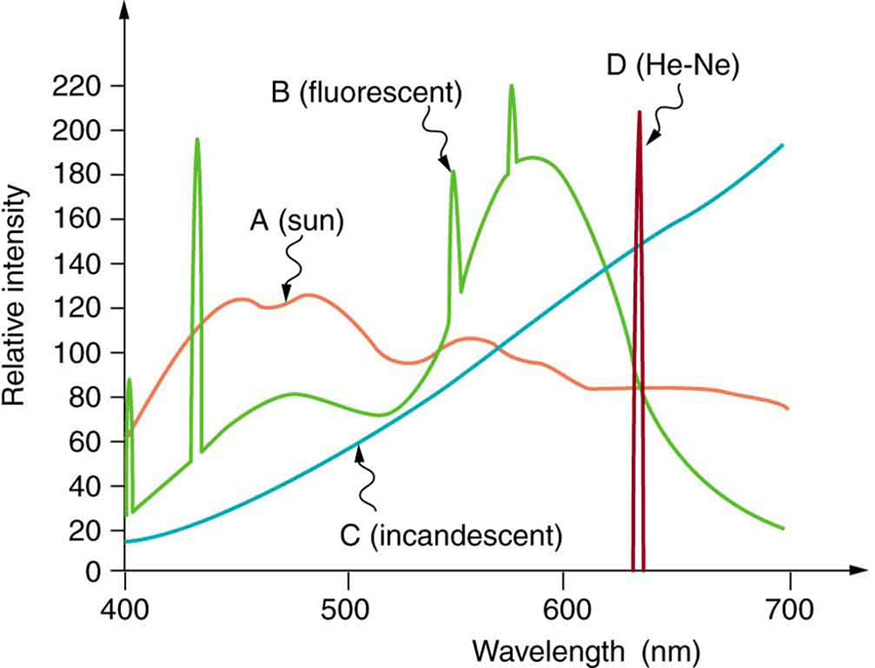 D (He-Ne)
B (fluorescent)
A (sun)
C (incandescent)
Relative intensity
220
200
180
160
140
120
100
80
60
40
20
0
400
500
600
700
Wavelength (nm)